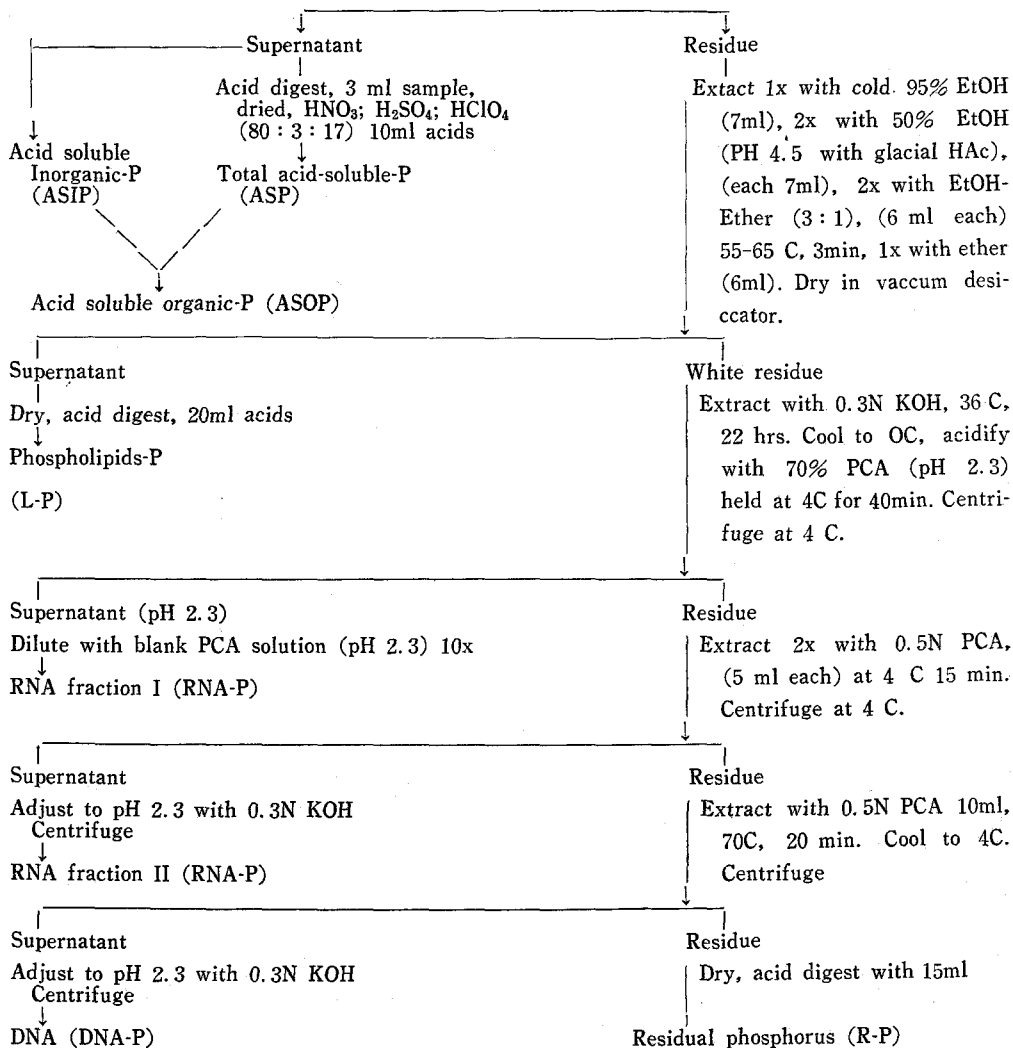 Supernatant
Residue
Acid digest, 3 ml sample,
dried, HNO₃; H₂SO₄; HClO₄
(80 : 3 : 17) 10ml acids
Acid soluble
Inorganic-P
(ASIP)
Total acid-soluble-P
(ASP)
Acid soluble organic-P (ASOP)
Extact 1x with cold. 95% EtOH
(7ml), 2x with 50% EtOH
(PH 4.5 with glacial HAc),
(each 7ml), 2x with EtOH-
Ether (3 : 1), (6 ml each)
55-65 C, 3min, 1x with ether
(6ml). Dry in vaccum desi-
ccator.
Supernatant
Dry, acid digest, 20ml acids
Phospholipids-P
(L-P)
White residue
Extract with 0.3N KOH, 36 C,
22 hrs. Cool to OC, acidify
with 70% PCA (pH 2.3)
held at 4C for 40min. Centri-
fuge at 4 C.
Supernatant (pH 2.3)
Dilute with blank PCA solution (pH 2.3) 10x
RNA fraction I (RNA-P)
Residue
Extract 2x with 0.5N PCA,
(5 ml each) at 4 C 15 min.
Centrifuge at 4 C.
Supernatant
Adjust to pH 2.3 with 0.3N KOH
Centrifuge
RNA fraction II (RNA-P)
Residue
Extract with 0.5N PCA 10ml,
70C, 20 min. Cool to 4C.
Centrifuge
Supernatant
Adjust to pH 2.3 with 0.3N KOH
Centrifuge
DNA (DNA-P)
Residue
Dry, acid digest with 15ml
Residual phosphorus (R-P)